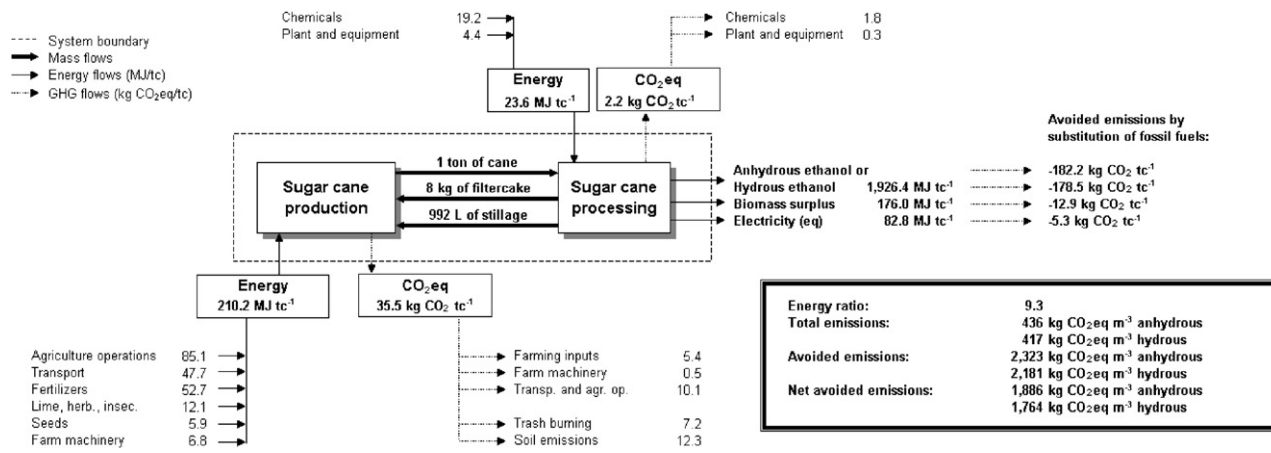 Chemicals 19.2
Plant and equipment 4.4
Chemicals 1.8
Plant and equipment 0.3
System boundary
Mass flows
Energy flows (MJ/tc)
GHG flows (kg CO₂eq/tc)
Energy
23.6 MJ tc⁻¹
CO₂eq
2.2 kg CO₂ tc⁻¹
Avoided emissions by
substitution of fossil fuels:
Sugar cane
production
1 ton of cane
8 kg of filtercake
992 L of stillage
Sugar cane
processing
Anhydrous ethanol or -182.2 kg CO₂ tc⁻¹
Hydrous ethanol 1,926.4 MJ tc⁻¹ -178.5 kg CO₂ tc⁻¹
Biomass surplus 176.0 MJ tc⁻¹ -12.9 kg CO₂ tc⁻¹
Electricity (eq) 82.8 MJ tc⁻¹ -5.3 kg CO₂ tc⁻¹
Energy
210.2 MJ tc⁻¹
CO₂eq
35.5 kg CO₂ tc⁻¹
Agriculture operations 85.1
Transport 47.7
Fertilizers 52.7
Lime, herb., insec. 12.1
Seeds 5.9
Farm machinery 6.8
Farming inputs 5.4
Farm machinery 0.5
Transp. and agr. op. 10.1
Trash burning 7.2
Soil emissions 12.3
Energy ratio: 9.3
Total emissions: 436 kg CO₂eq m⁻³ anhydrous
417 kg CO₂eq m⁻³ hydrous
Avoided emissions: 2,323 kg CO₂eq m⁻³ anhydrous
2,181 kg CO₂eq m⁻³ hydrous
Net avoided emissions: 1,886 kg CO₂eq m⁻³ anhydrous
1,764 kg CO₂eq m⁻³ hydrous